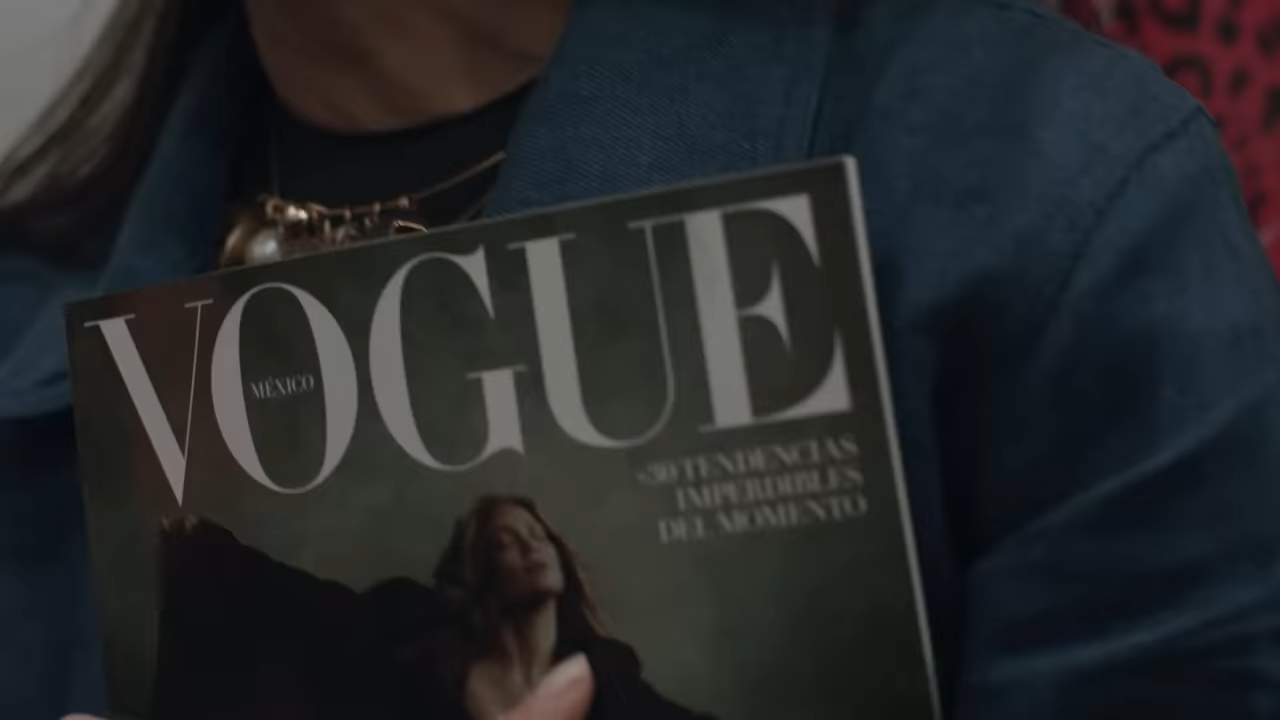 VOGUE
MÉXICO
+30 TENDENCIAS
IMPERDIBLES
DEL MOMENTO